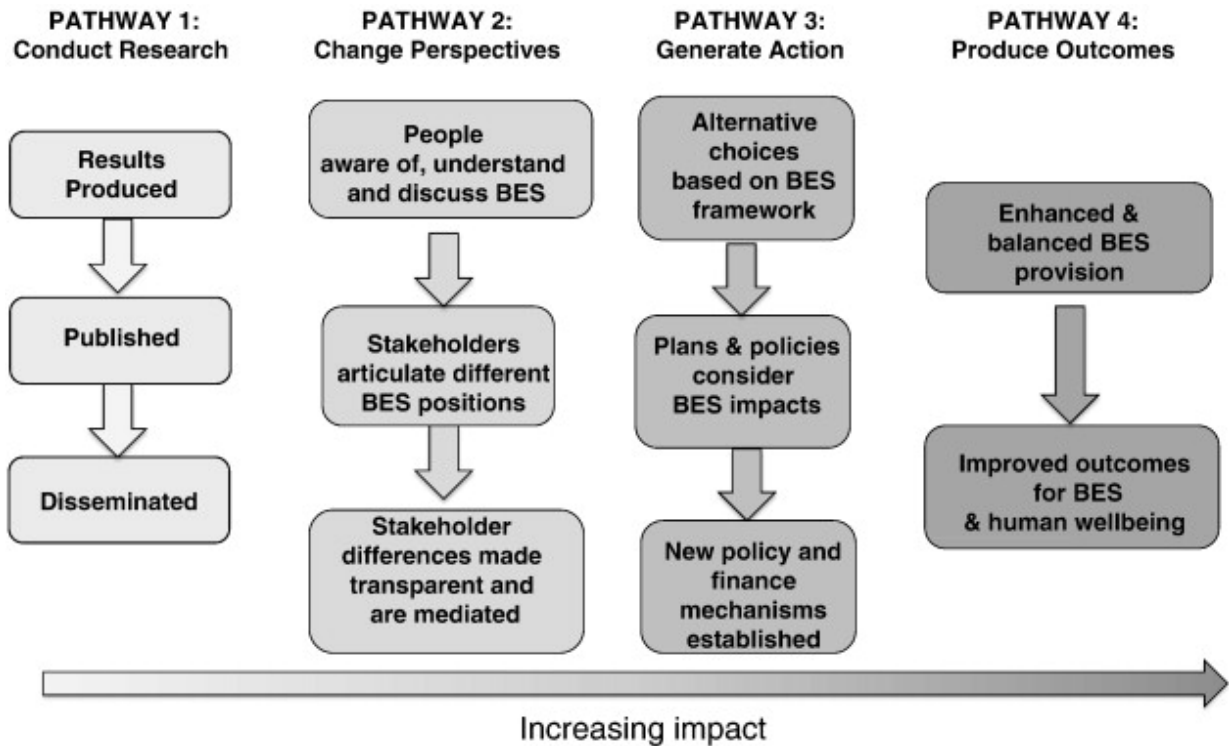 PATHWAY 1:
Conduct Research
Results
Produced
Published
Disseminated
PATHWAY 2:
Change Perspectives
People
aware of, understand
and discuss BES
Stakeholders
articulate different
BES positions
Stakeholder
differences made
transparent and
are mediated
PATHWAY 3:
Generate Action
Alternative
choices
based on BES
framework
Plans & policies
consider
BES impacts
New policy and
finance
mechanisms
established
PATHWAY 4:
Produce Outcomes
Enhanced &
balanced BES
provision
Improved outcomes
for BES
& human wellbeing
Increasing impact